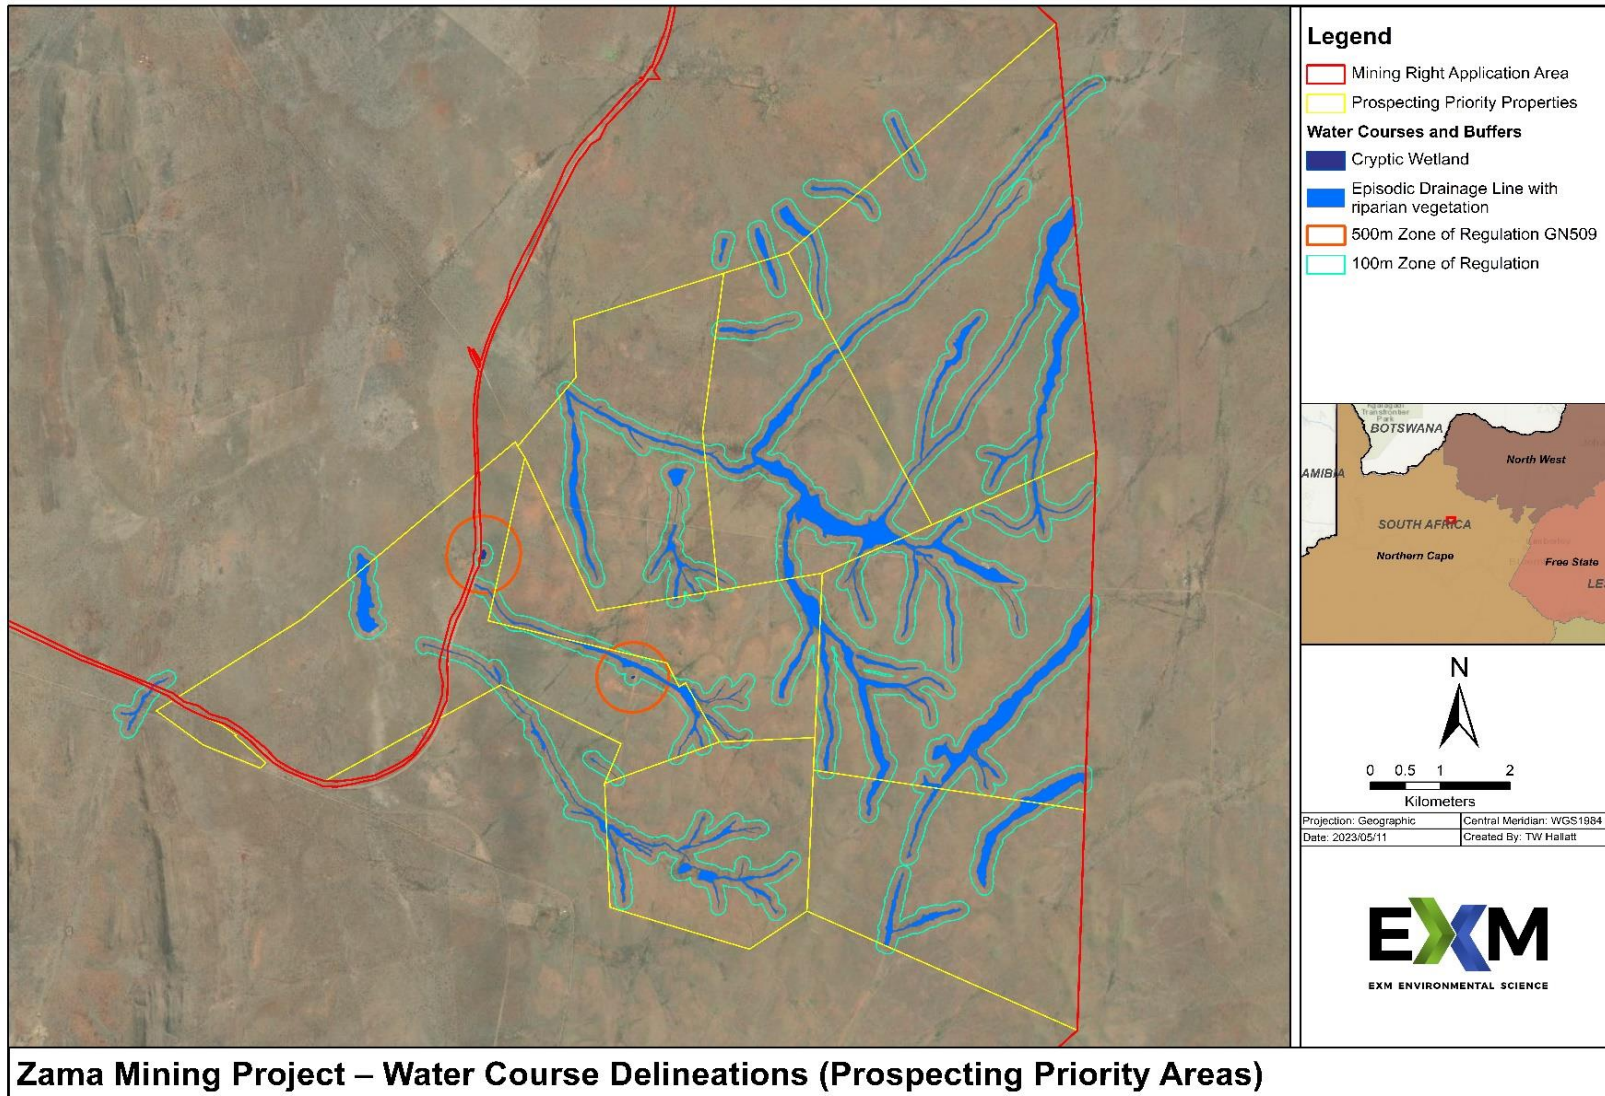 Legend
Mining Right Application Area
Prospecting Priority Properties
Water Courses and Buffers
Cryptic Wetland
Episodic Drainage Line with
riparian vegetation
500m Zone of Regulation GN509
100m Zone of Regulation
Transfrontier
Park
BOTSWANA
North West
AMIBIA
SOUTH AFRICA
Northern Cape
Free State
LE
N
0 0.5 1 2
Kilometers
Projection: Geographic
Central Meridian: WGS1984
Date: 2023/05/11
Created By: TW Hallatt
EXM
EXM ENVIRONMENTAL SCIENCE
Zama Mining Project – Water Course Delineations (Prospecting Priority Areas)